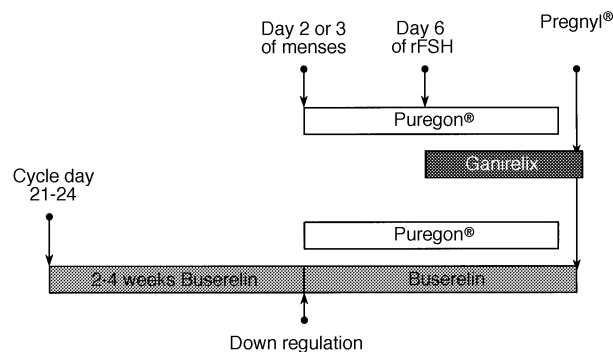 Day 2 or 3
of menses
Day 6
of rFSH
Pregnyl®
Puregon®
Ganirelix
Cycle day
21-24
Puregon®
2-4 weeks Buserelin
Buserelin
Down regulation